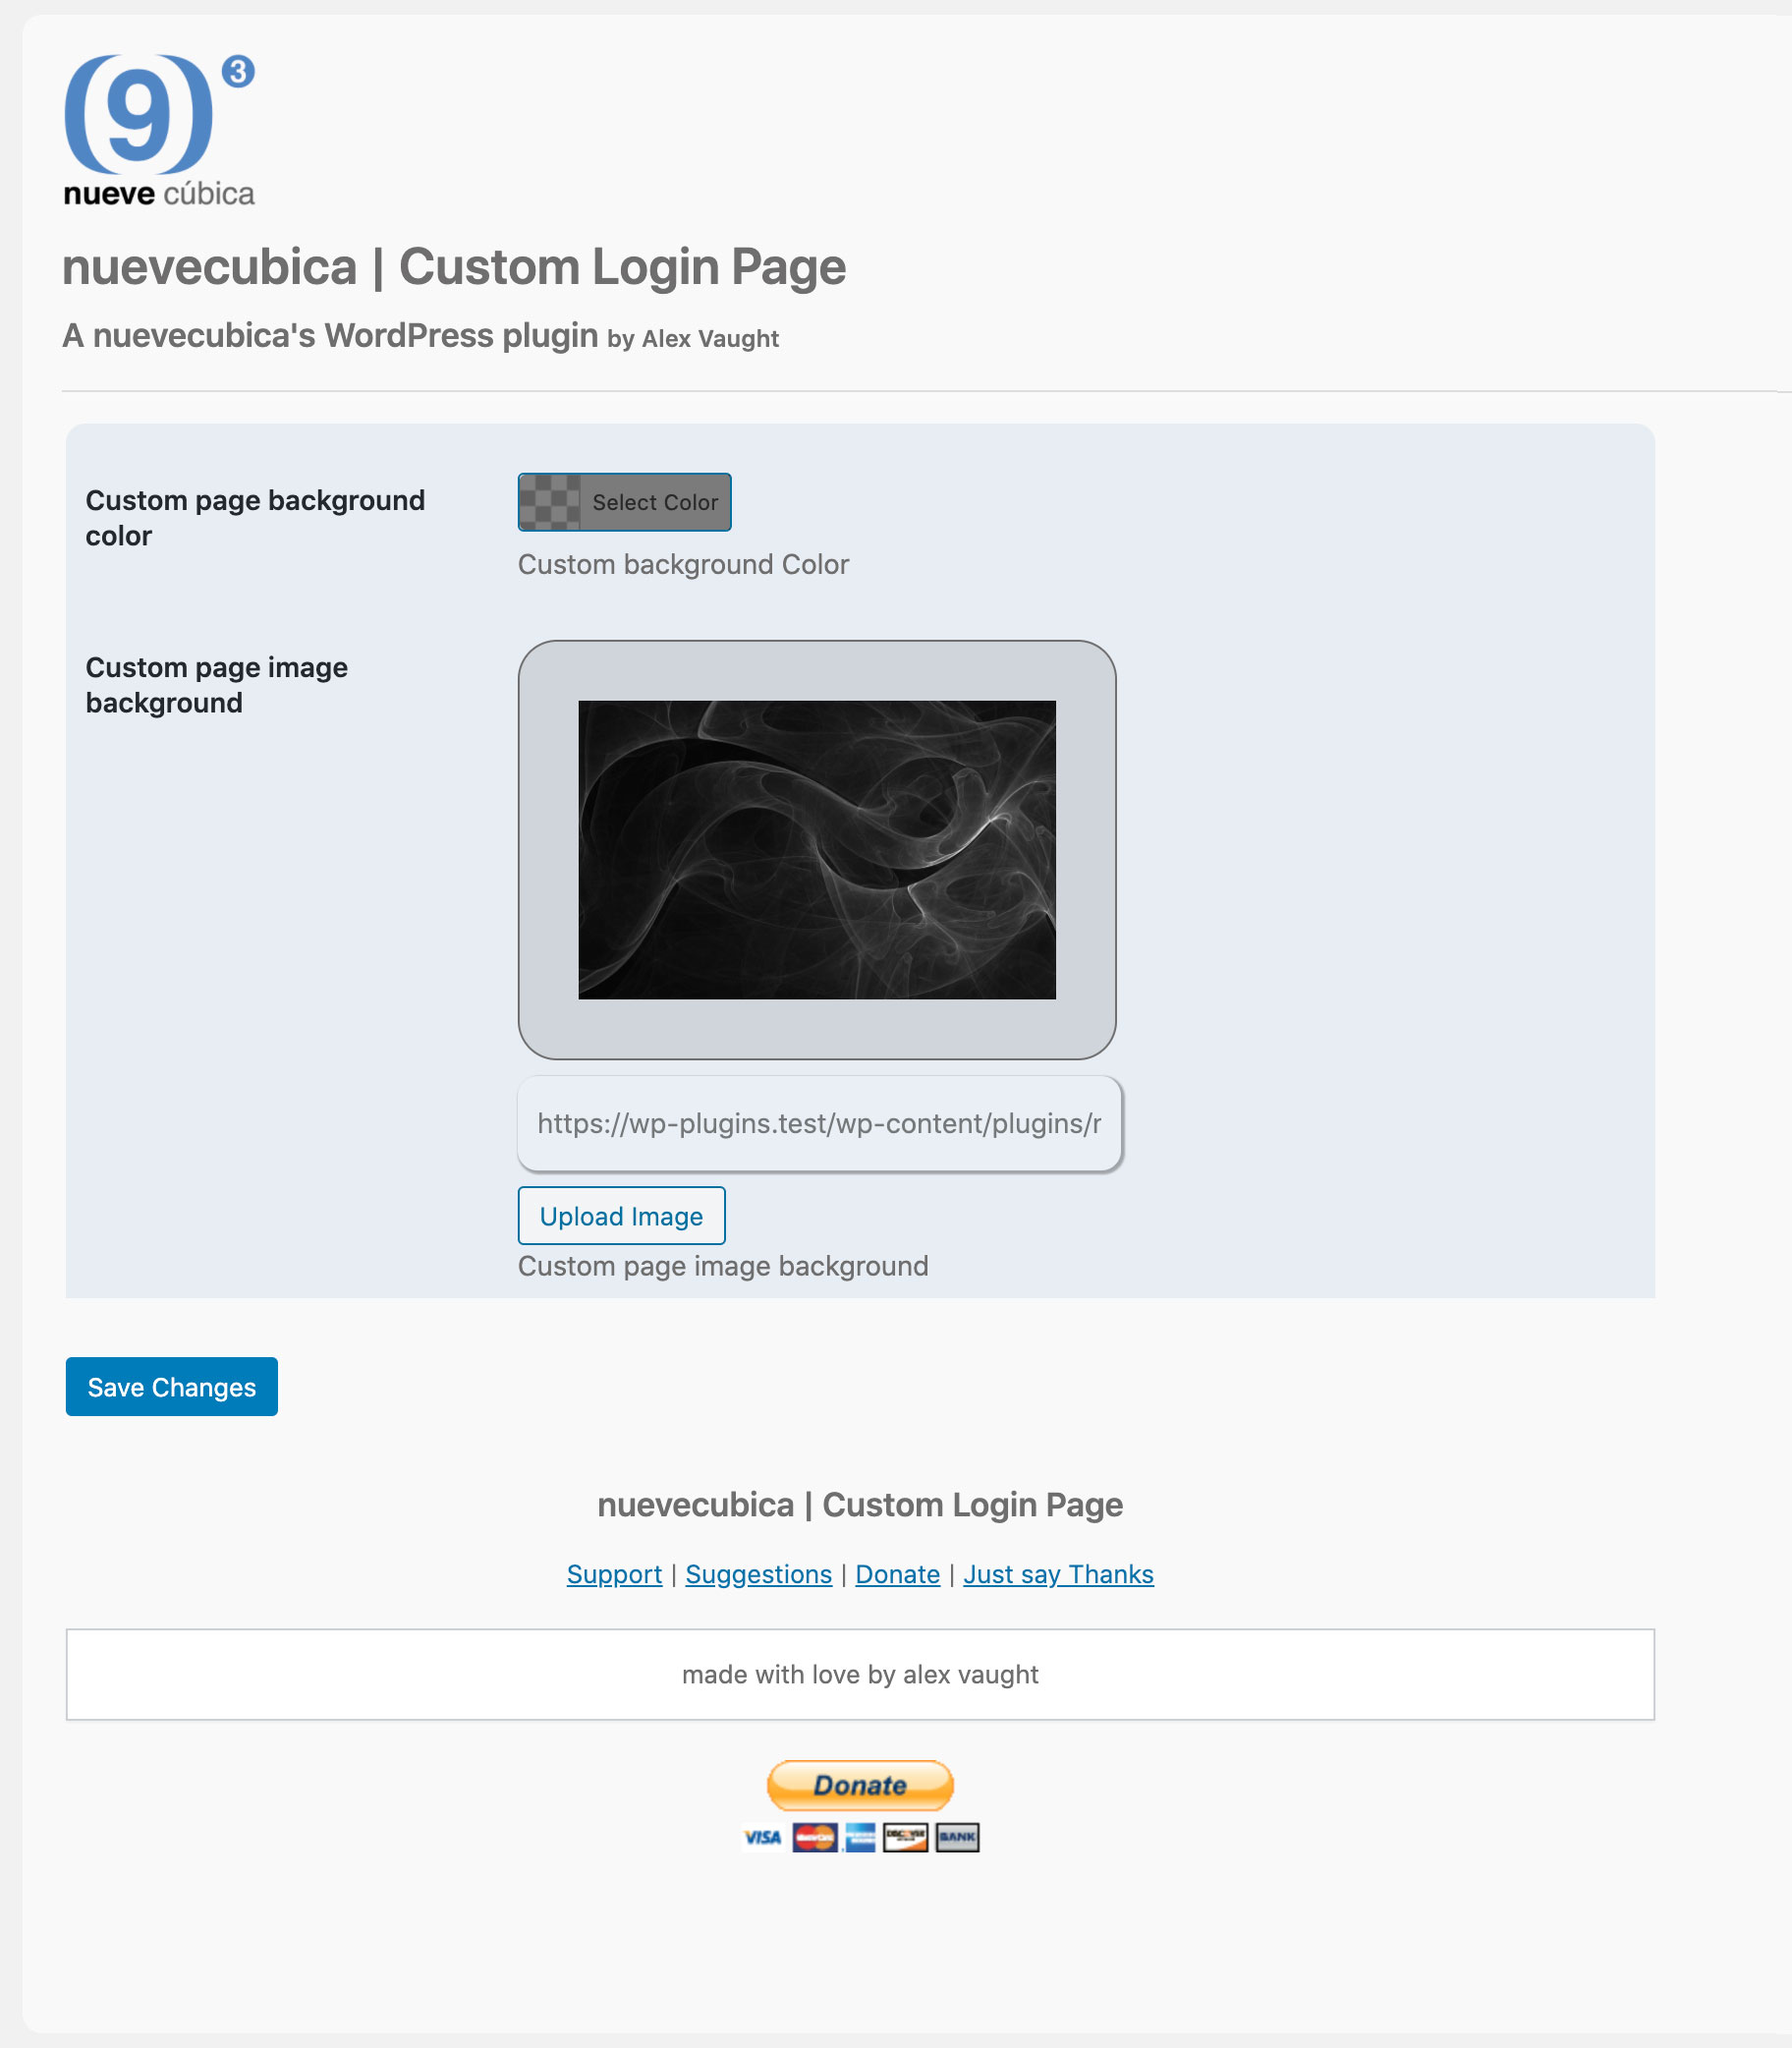 (9)3
nueve cúbica
nuevecubica | Custom Login Page
A nuevecubica's WordPress plugin by Alex Vaught
Custom page background
color
Select Color
Custom background Color
Custom page image
background
https://wp-plugins.test/wp-content/plugins/r
Upload Image
Custom page image background
Save Changes
nuevecubica | Custom Login Page
Support | Suggestions | Donate | Just say Thanks
made with love by alex vaught
Donate
VISA MasterCard DISCOVER BANK